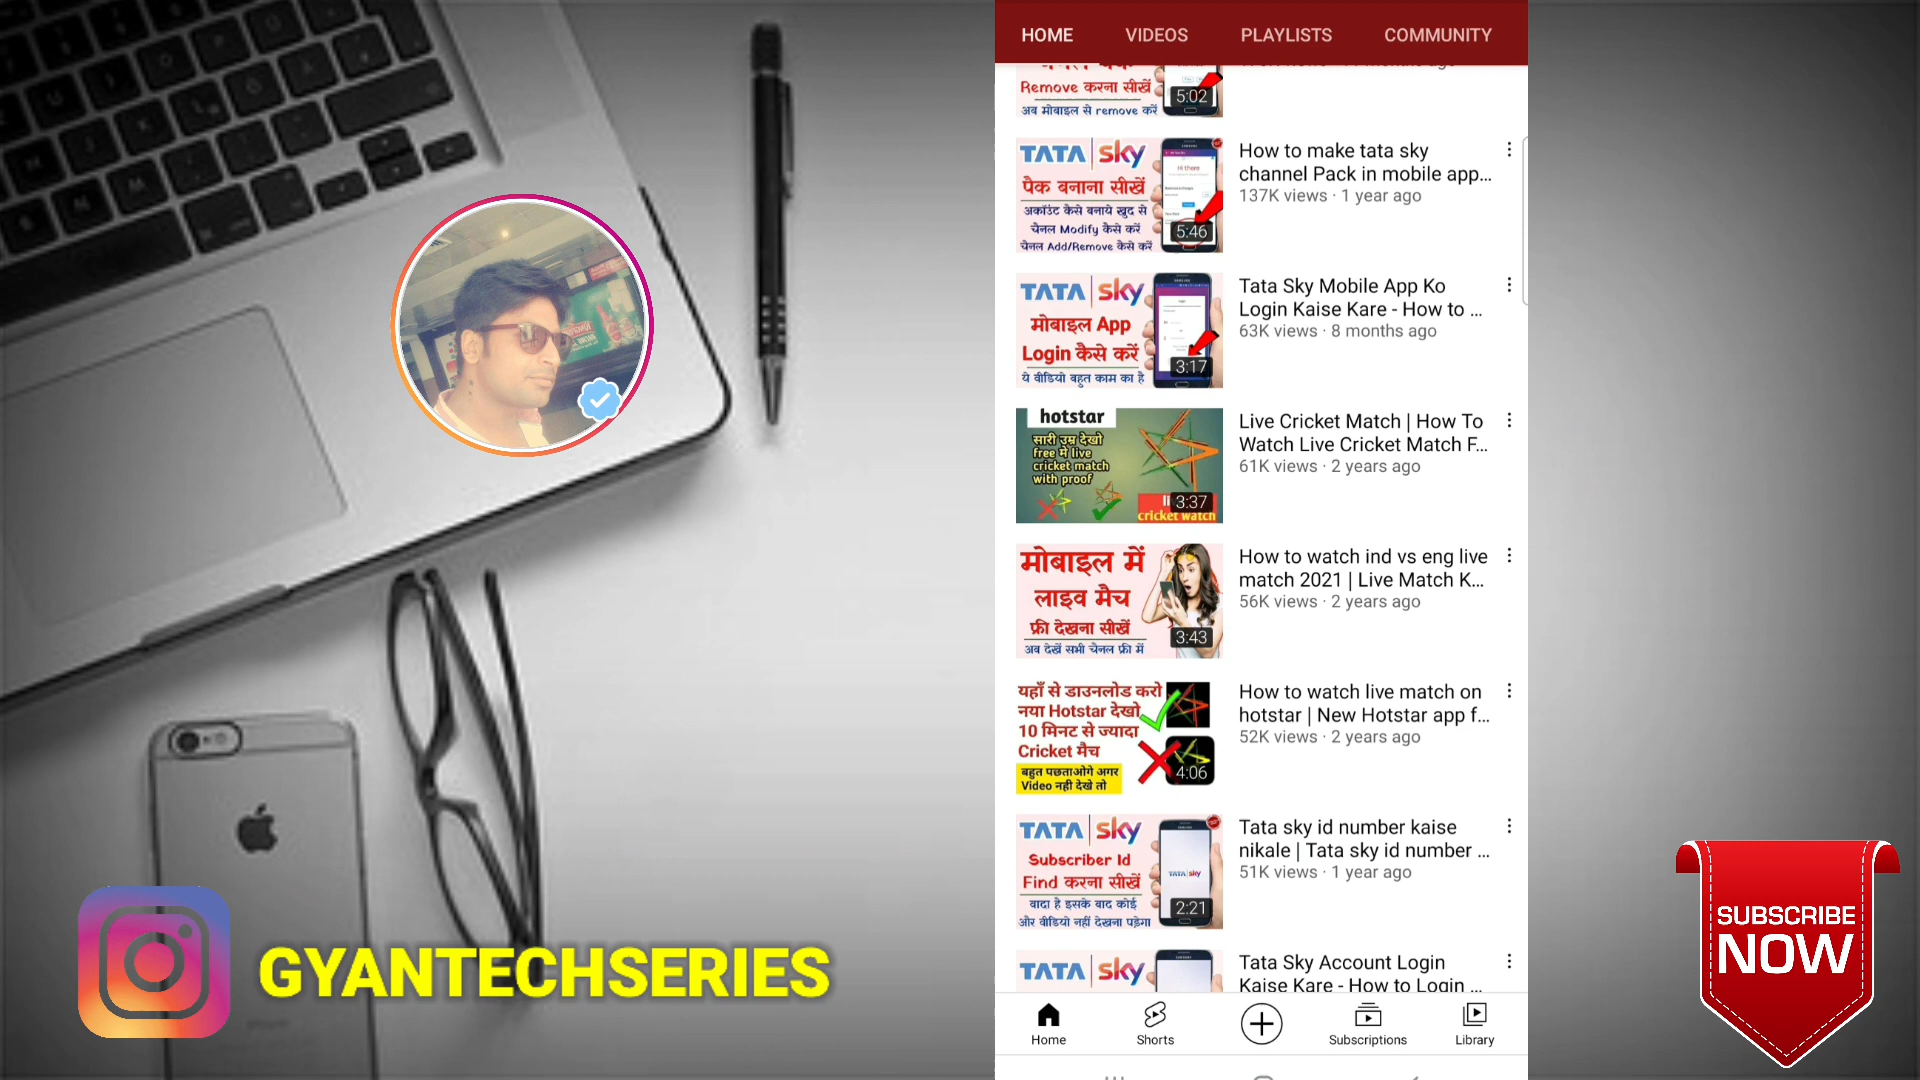 HOME VIDEOS PLAYLISTS COMMUNITY
Remove करना सीखें
अब मोबाइल से remove करें
5:02
TATA sky
पैक बनाना सीखें
अकॉउंट कैसे बनाये खुद से
चैनल Modify कैसे करें
चैनल Add/Remove कैसे करें
Hi there
5:46
How to make tata sky
channel Pack in mobile app...
137K views · 1 year ago
TATA sky
मोबाइल App
Login कैसे करें
ये वीडियो बहुत काम का है
3:17
Tata Sky Mobile App Ko
Login Kaise Kare - How to ...
63K views · 8 months ago
hotstar
सारी उम्र देखो
free में live
cricket match
with proof
cricket watch
3:37
Live Cricket Match | How To
Watch Live Cricket Match F...
61K views · 2 years ago
मोबाइल में
लाइव मैच
फ्री देखना सीखें
अब देखें सभी चैनल फ्री में
3:43
How to watch ind vs eng live
match 2021 | Live Match K...
56K views · 2 years ago
यहाँ से डाउनलोड करो
नया Hotstar देखो
10 मिनट से ज्यादा
Cricket मैच
बहुत पछताओगे अगर
Video नही देखे तो
4:06
How to watch live match on
hotstar | New Hotstar app f...
52K views · 2 years ago
TATA sky
Subscriber Id
Find करना सीखें
वादा है इसके बाद कोई
और वीडियो नहीं देखना पड़ेगा
TATA sky
2:21
Tata sky id number kaise
nikale | Tata sky id number ...
51K views · 1 year ago
TATA sky
Tata Sky Account Login
Kaise Kare - How to Login ...
Home Shorts Subscriptions Library
GYANTECHSERIES
SUBSCRIBE
NOW